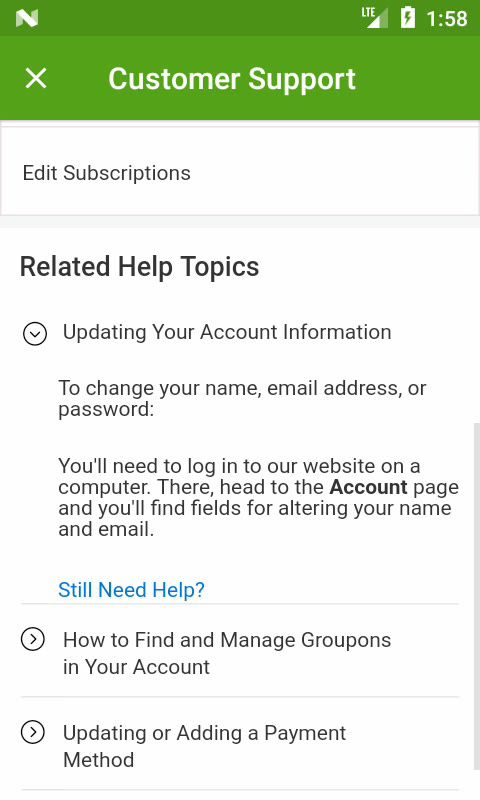 LTE 1:58
Customer Support
Edit Subscriptions
Related Help Topics
Updating Your Account Information
To change your name, email address, or
password:
You'll need to log in to our website on a
computer. There, head to the Account page
and you'll find fields for altering your name
and email.
Still Need Help?
How to Find and Manage Groupons
in Your Account
Updating or Adding a Payment
Method